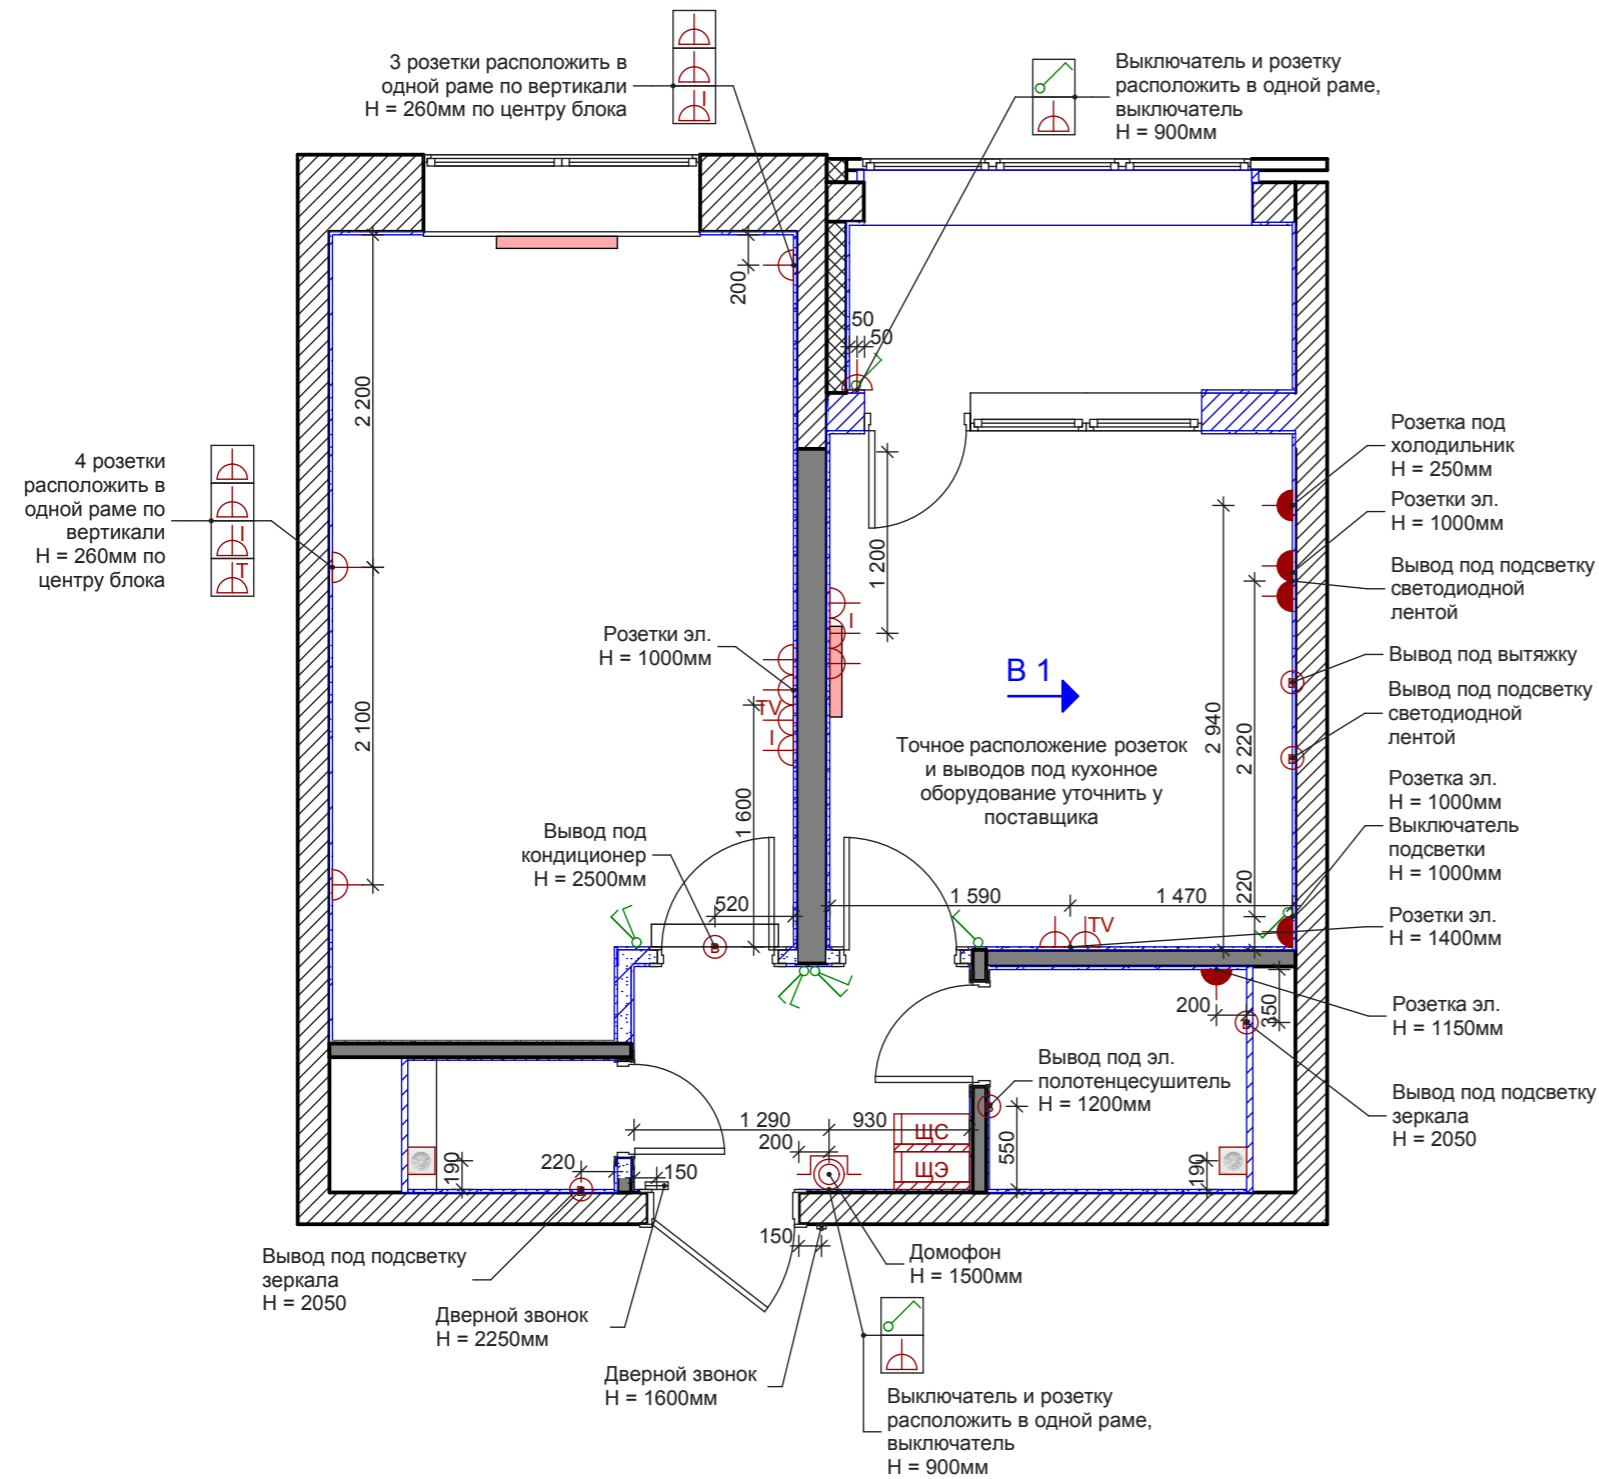 3 розетки расположить в
одной раме по вертикали
H = 260мм по центру блока
I
Выключатель и розетку
расположить в одной раме,
выключатель
H = 900мм
200
50
50
2 200
4 розетки
расположить в
одной раме по
вертикали
H = 260мм по
центру блока
I
T
1 200
Розетка под
холодильник
H = 250мм
Розетки эл.
H = 1000мм
Вывод под подсветку
светодиодной
лентой
Вывод под вытяжку
Вывод под подсветку
светодиодной
лентой
Розетка эл.
H = 1000мм
Выключатель
подсветки
H = 1000мм
Розетки эл.
H = 1400мм
Розетка эл.
H = 1150мм
Вывод под подсветку
зеркала
H = 2050
Розетки эл.
H = 1000мм
TV
I
I
2 100
1 600
B 1
Точное расположение розеток
и выводов под кухонное
оборудование уточнить у
поставщика
2 940
2 220
220
Вывод под
кондиционер
H = 2500мм
520
1 590
1 470
TV
200
350
Вывод под эл.
полотенцесушитель
H = 1200мм
550
190
1 290
930
200
ЩС
ЩЭ
190
220
150
150
Домофон
H = 1500мм
Вывод под подсветку
зеркала
H = 2050
Дверной звонок
H = 2250мм
Дверной звонок
H = 1600мм
Выключатель и розетку
расположить в одной раме,
выключатель
H = 900мм